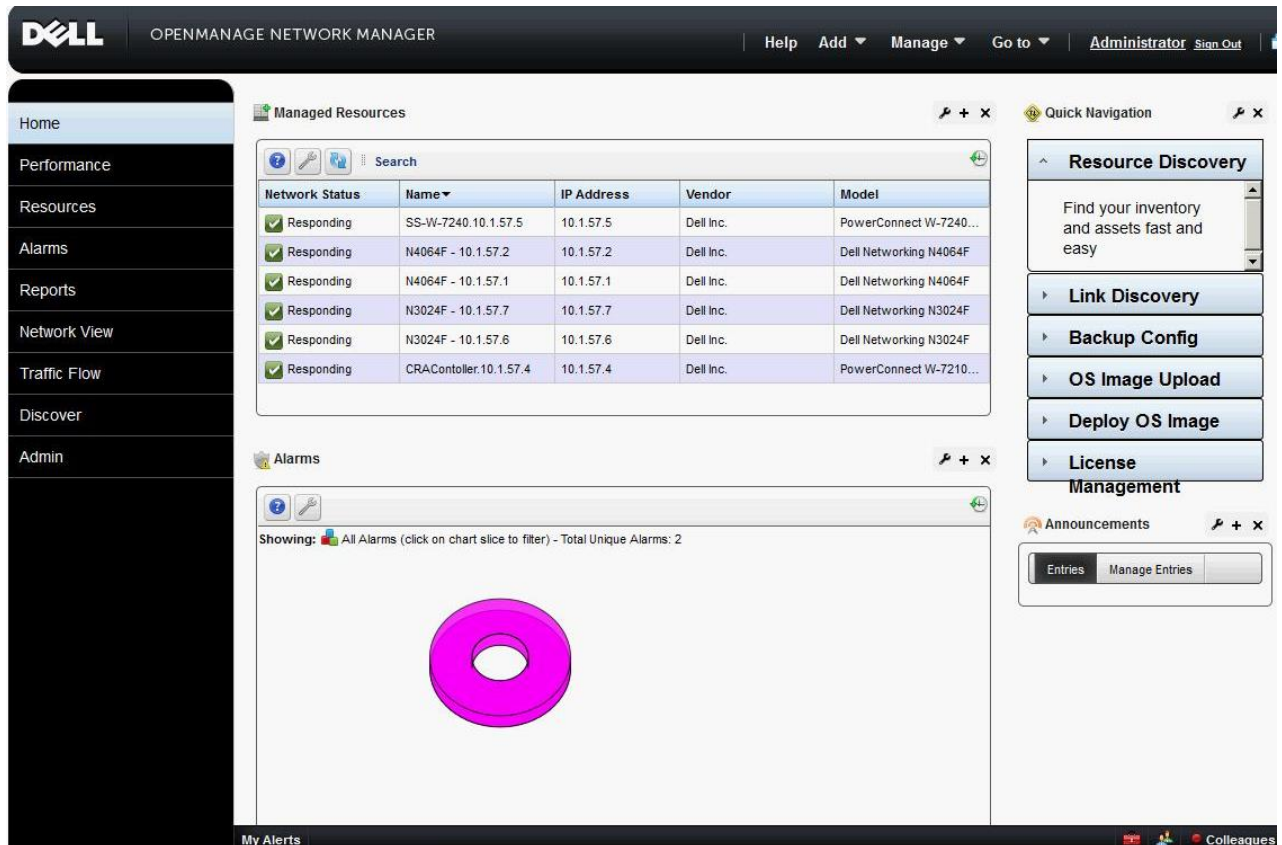 DELL OPENMANAGE NETWORK MANAGER Help Add Manage Go to Administrator Sign Out
Home
Performance
Resources
Alarms
Reports
Network View
Traffic Flow
Discover
Admin
Managed Resources
Search
Network Status Name IP Address Vendor Model
Responding SS-W-7240.10.1.57.5 10.1.57.5 Dell Inc. PowerConnect W-7240...
Responding N4064F - 10.1.57.2 10.1.57.2 Dell Inc. Dell Networking N4064F
Responding N4064F - 10.1.57.1 10.1.57.1 Dell Inc. Dell Networking N4064F
Responding N3024F - 10.1.57.7 10.1.57.7 Dell Inc. Dell Networking N3024F
Responding N3024F - 10.1.57.6 10.1.57.6 Dell Inc. Dell Networking N3024F
Responding CRAContoller.10.1.57.4 10.1.57.4 Dell Inc. PowerConnect W-7210...
Alarms
Showing: All Alarms (click on chart slice to filter) - Total Unique Alarms: 2
Quick Navigation
Resource Discovery
Find your inventory
and assets fast and
easy
Link Discovery
Backup Config
OS Image Upload
Deploy OS Image
License
Management
Announcements
Entries Manage Entries
My Alerts Colleagues